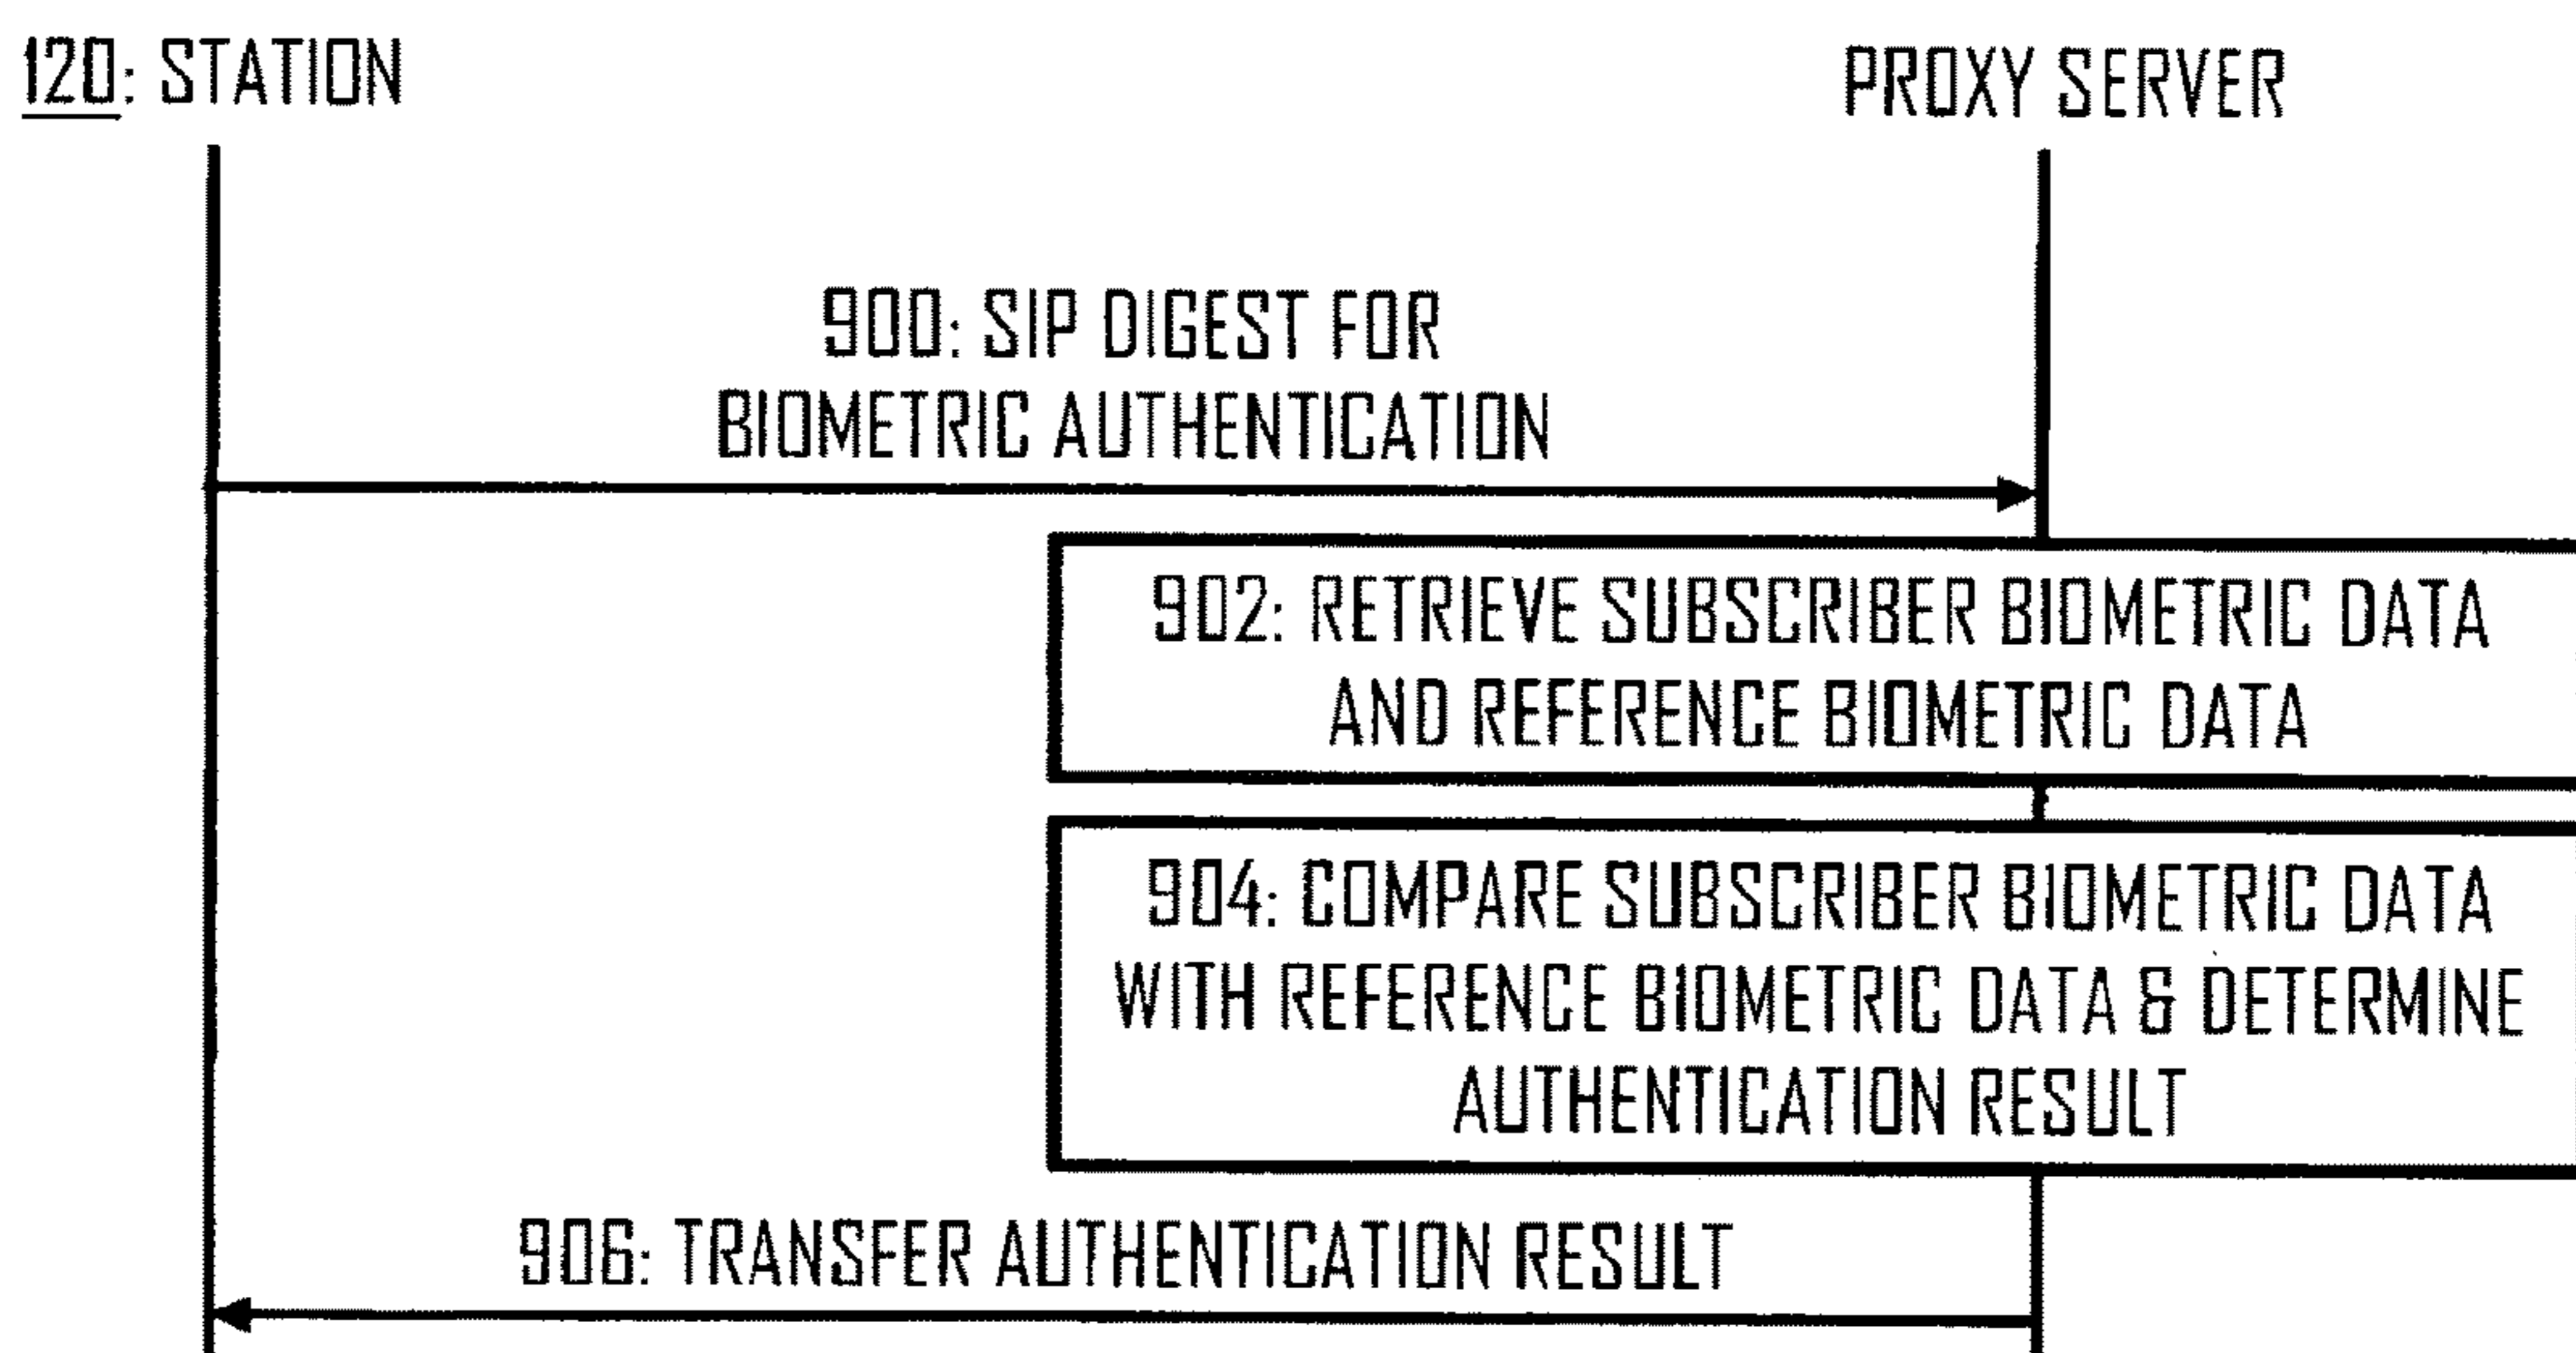 120: STATION
PROXY SERVER
900: SIP DIGEST FOR
BIOMETRIC AUTHENTICATION
902: RETRIEVE SUBSCRIBER BIOMETRIC DATA
AND REFERENCE BIOMETRIC DATA
904: COMPARE SUBSCRIBER BIOMETRIC DATA
WITH REFERENCE BIOMETRIC DATA & DETERMINE
AUTHENTICATION RESULT
906: TRANSFER AUTHENTICATION RESULT